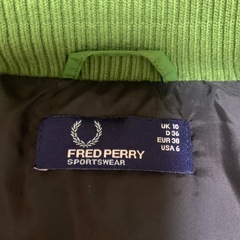 FRED PERRY
SPORTSWEAR
UK 10
D 36
EUR 38
USA 6